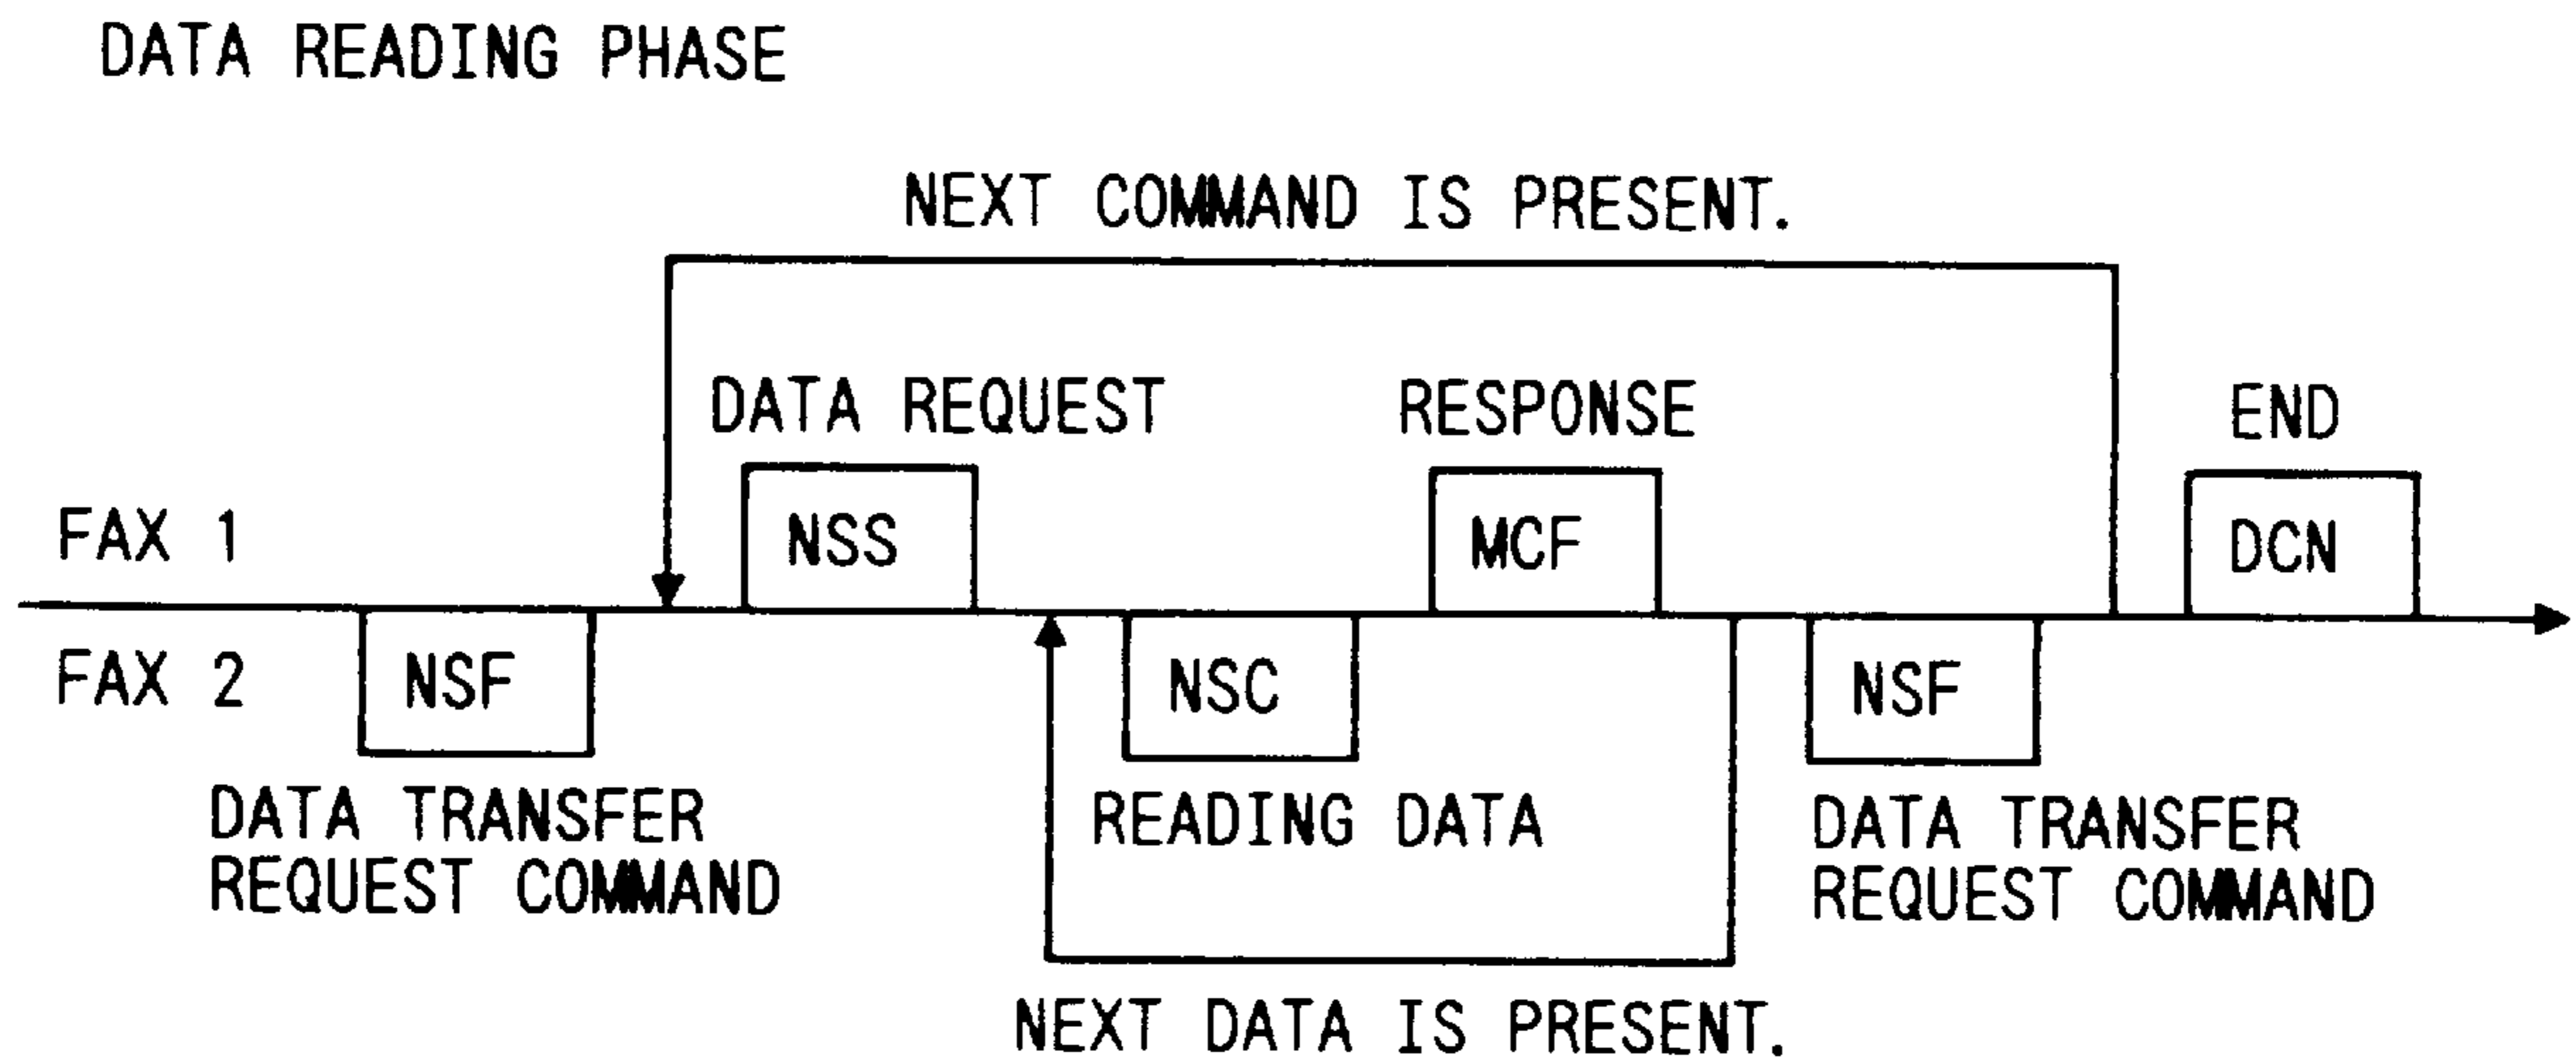 DATA READING PHASE
NEXT COMMAND IS PRESENT.
DATA REQUEST
RESPONSE
END
FAX 1
NSS
MCF
DCN
FAX 2
NSF
NSC
NSF
DATA TRANSFER
REQUEST COMMAND
READING DATA
DATA TRANSFER
REQUEST COMMAND
NEXT DATA IS PRESENT.